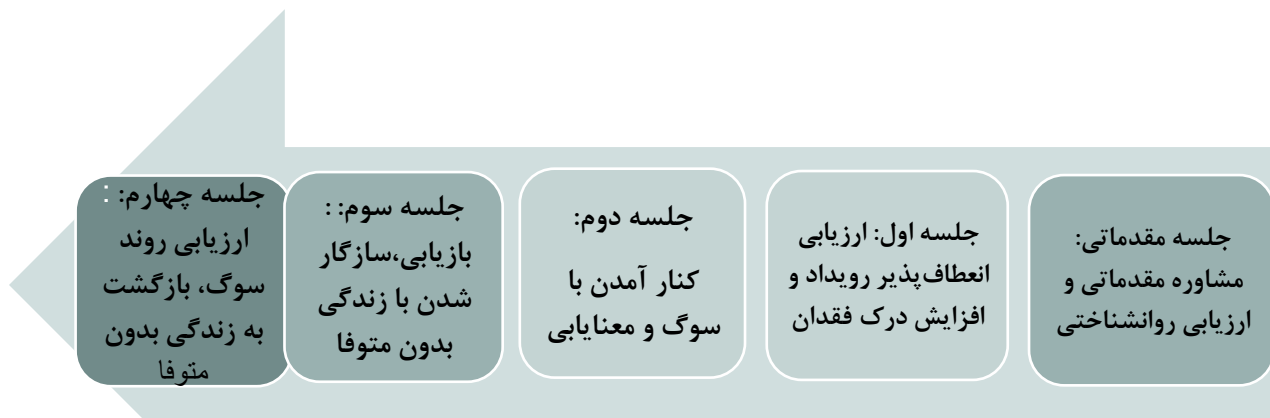 جلسه مقدماتی:
مشاوره مقدماتی و
ارزیابی روانشناختی
جلسه اول: ارزیابی
انعطاف‌پذیر رویداد و
افزایش درک فقدان
جلسه دوم:
کنار آمدن با
سوگ و معنایابی
جلسه سوم: :
بازیابی،سازگار
شدن با زندگی
بدون متوفا
جلسه چهارم: :
ارزیابی روند
سوگ، بازگشت
به زندگی بدون
متوفا